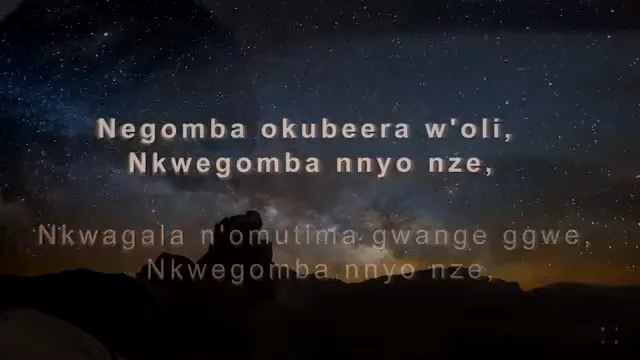 Negomba okubeera w'oli,
Nkwegomba nnyo nze,
Nkwagala n'omutima gwange ggwe,
Nkwegomba nnyo nze,